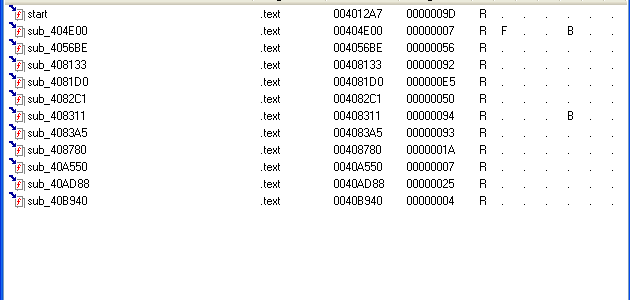 start .text 004012A7 0000009D R . . . . . .
sub_404E00 .text 00404E00 00000007 R F . . B . .
sub_4056BE .text 004056BE 00000056 R . . . . . .
sub_408133 .text 00408133 00000092 R . . . . . .
sub_4081D0 .text 004081D0 000000E5 R . . . . . .
sub_4082C1 .text 004082C1 00000050 R . . . . . .
sub_408311 .text 00408311 00000094 R . . . B . .
sub_4083A5 .text 004083A5 00000093 R . . . . . .
sub_408780 .text 00408780 0000001A R . . . . . .
sub_40A550 .text 0040A550 00000007 R . . . . . .
sub_40AD88 .text 0040AD88 00000025 R . . . . . .
sub_40B940 .text 0040B940 00000004 R . . . . . .